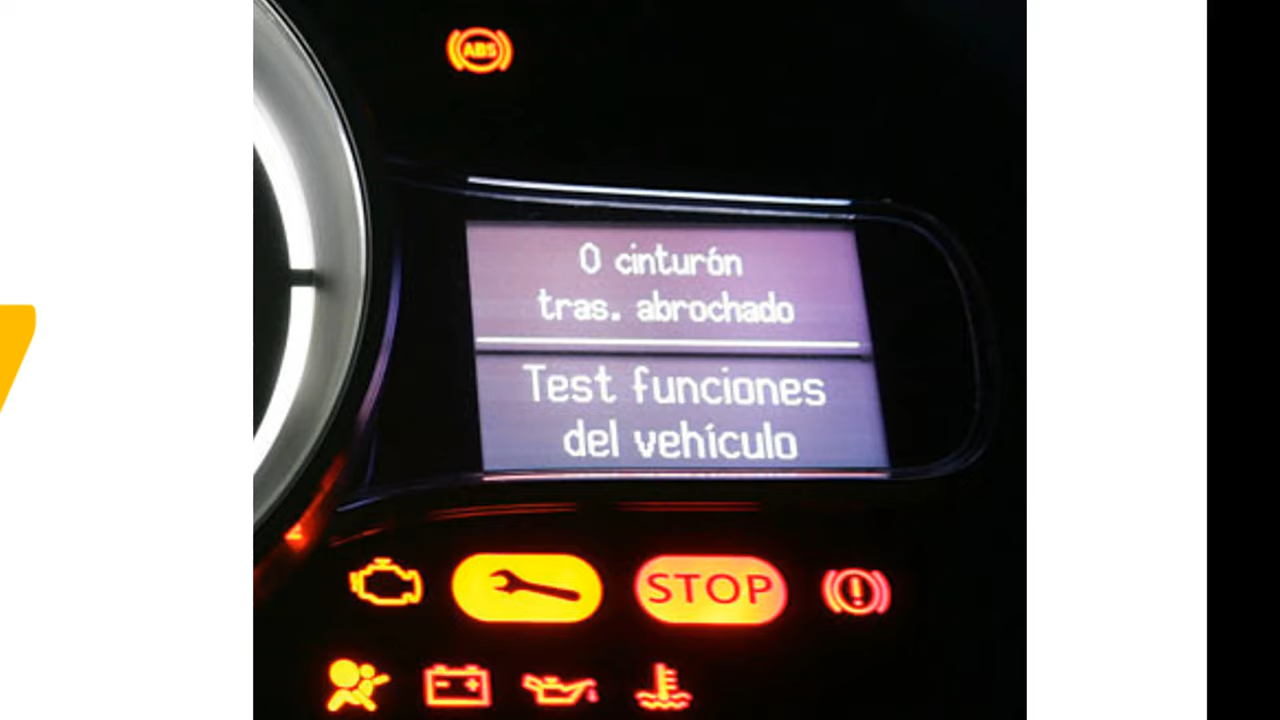 ABS
0 cinturón
tras. abrochado
Test funciones
del vehículo
STOP